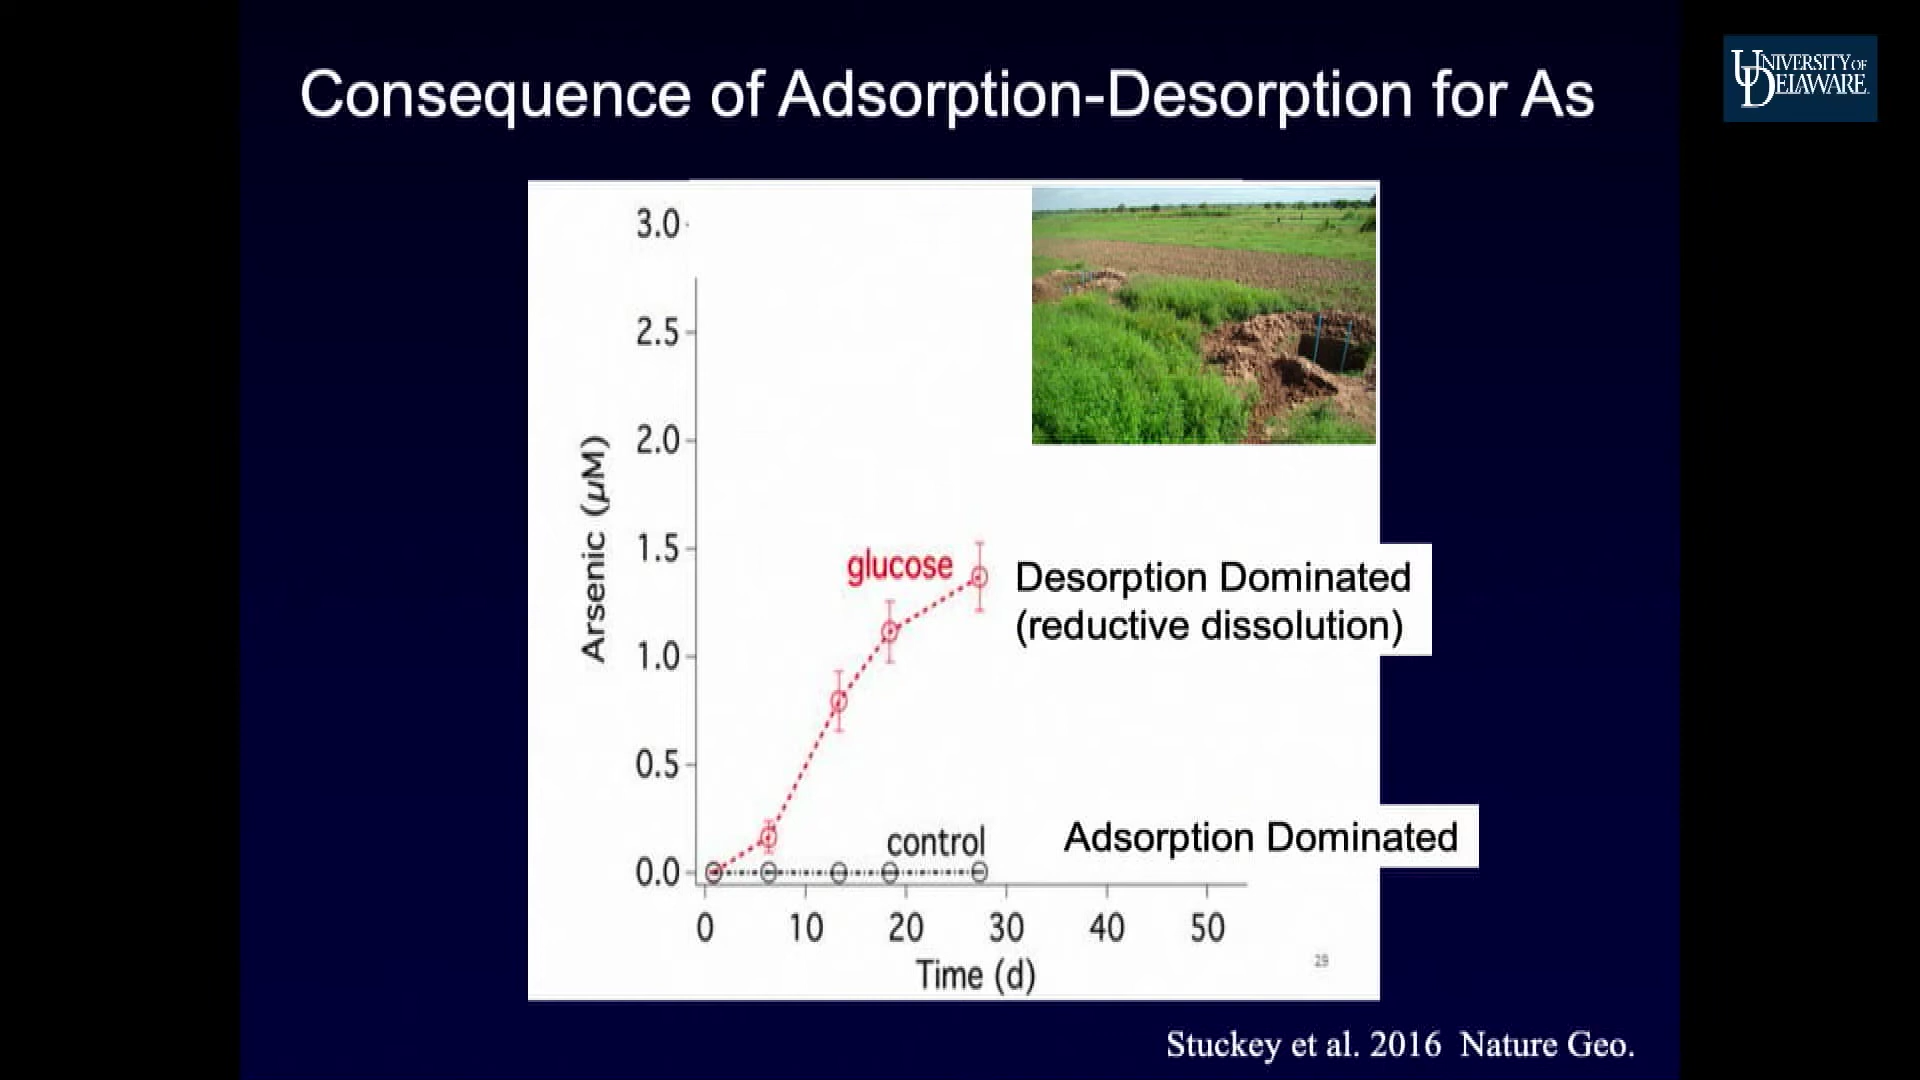 Consequence of Adsorption-Desorption for As
UNIVERSITY OF
DELAWARE
3.0
2.5
2.0
1.5
1.0
0.5
0.0
Arsenic (µM)
glucose
Desorption Dominated
(reductive dissolution)
control
Adsorption Dominated
0 10 20 30 40 50
Time (d)
29
Stuckey et al. 2016 Nature Geo.